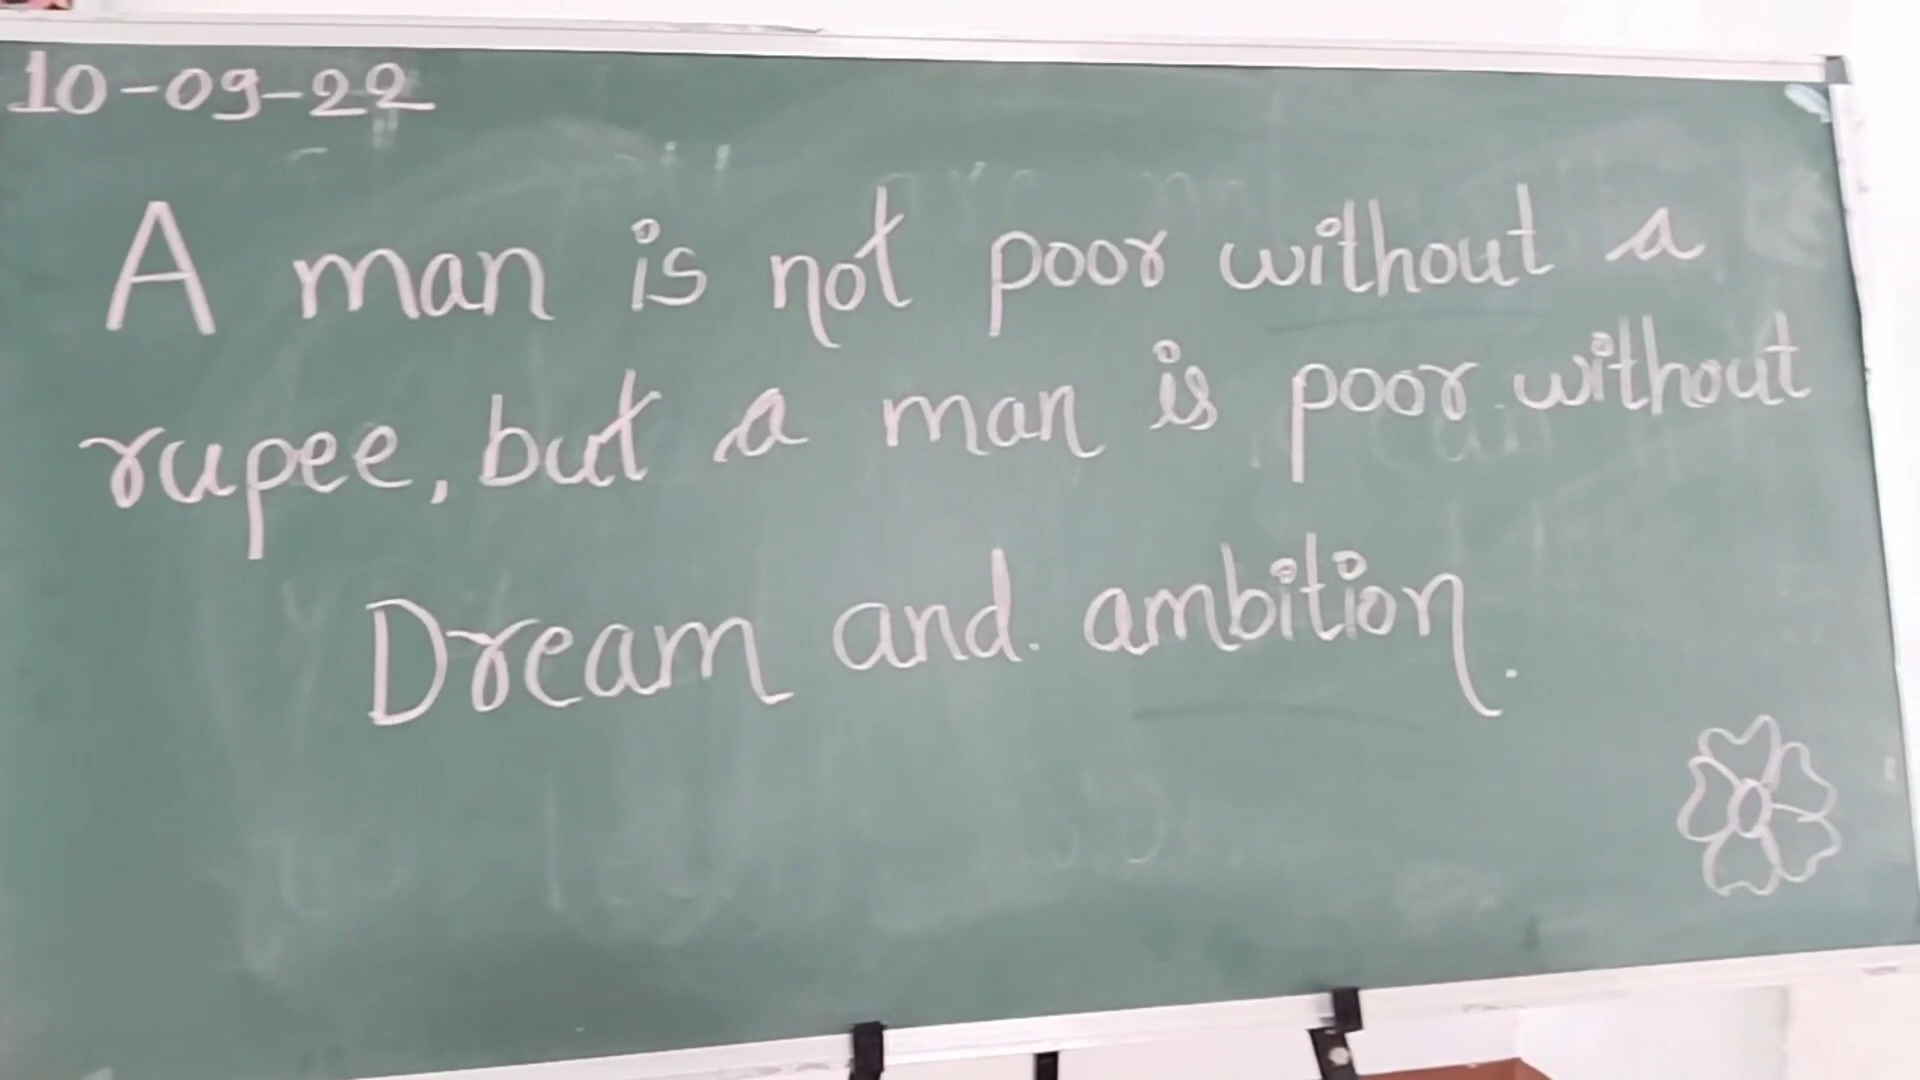 10-09-22
A man is not poor without a
rupee, but a man is poor without
Dream and ambition.